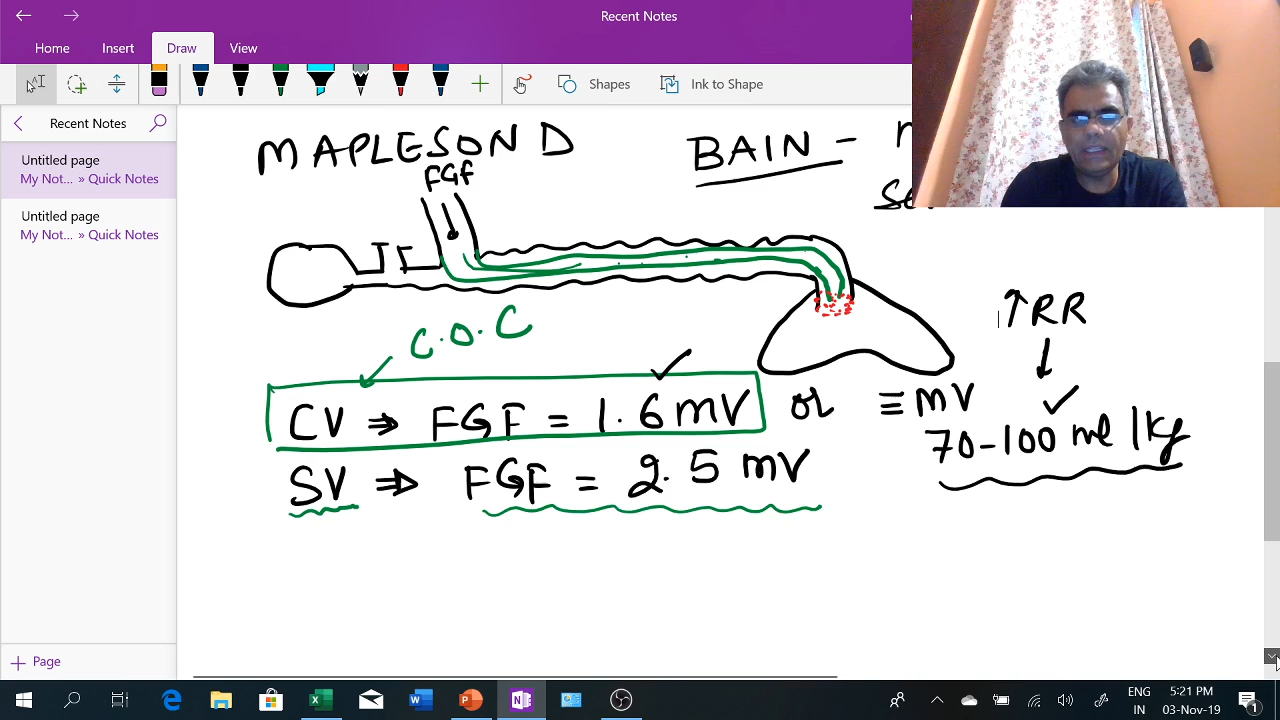 Recent Notes
Home Insert Draw View
Shapes Ink to Shape
Recent Notes
Untitled page
My Not... » Quick Notes
Untitled page
My Not... » Quick Notes
MAPLESON D
BAIN -
FGF
↑RR
C.O.C
CV ⇒ FGF = 1.6 mV or ≡ mV
70-100 ml/kg
SV ⇒ FGF = 2.5 mV
+ Page
ENG
IN
5:21 PM
03-Nov-19
1